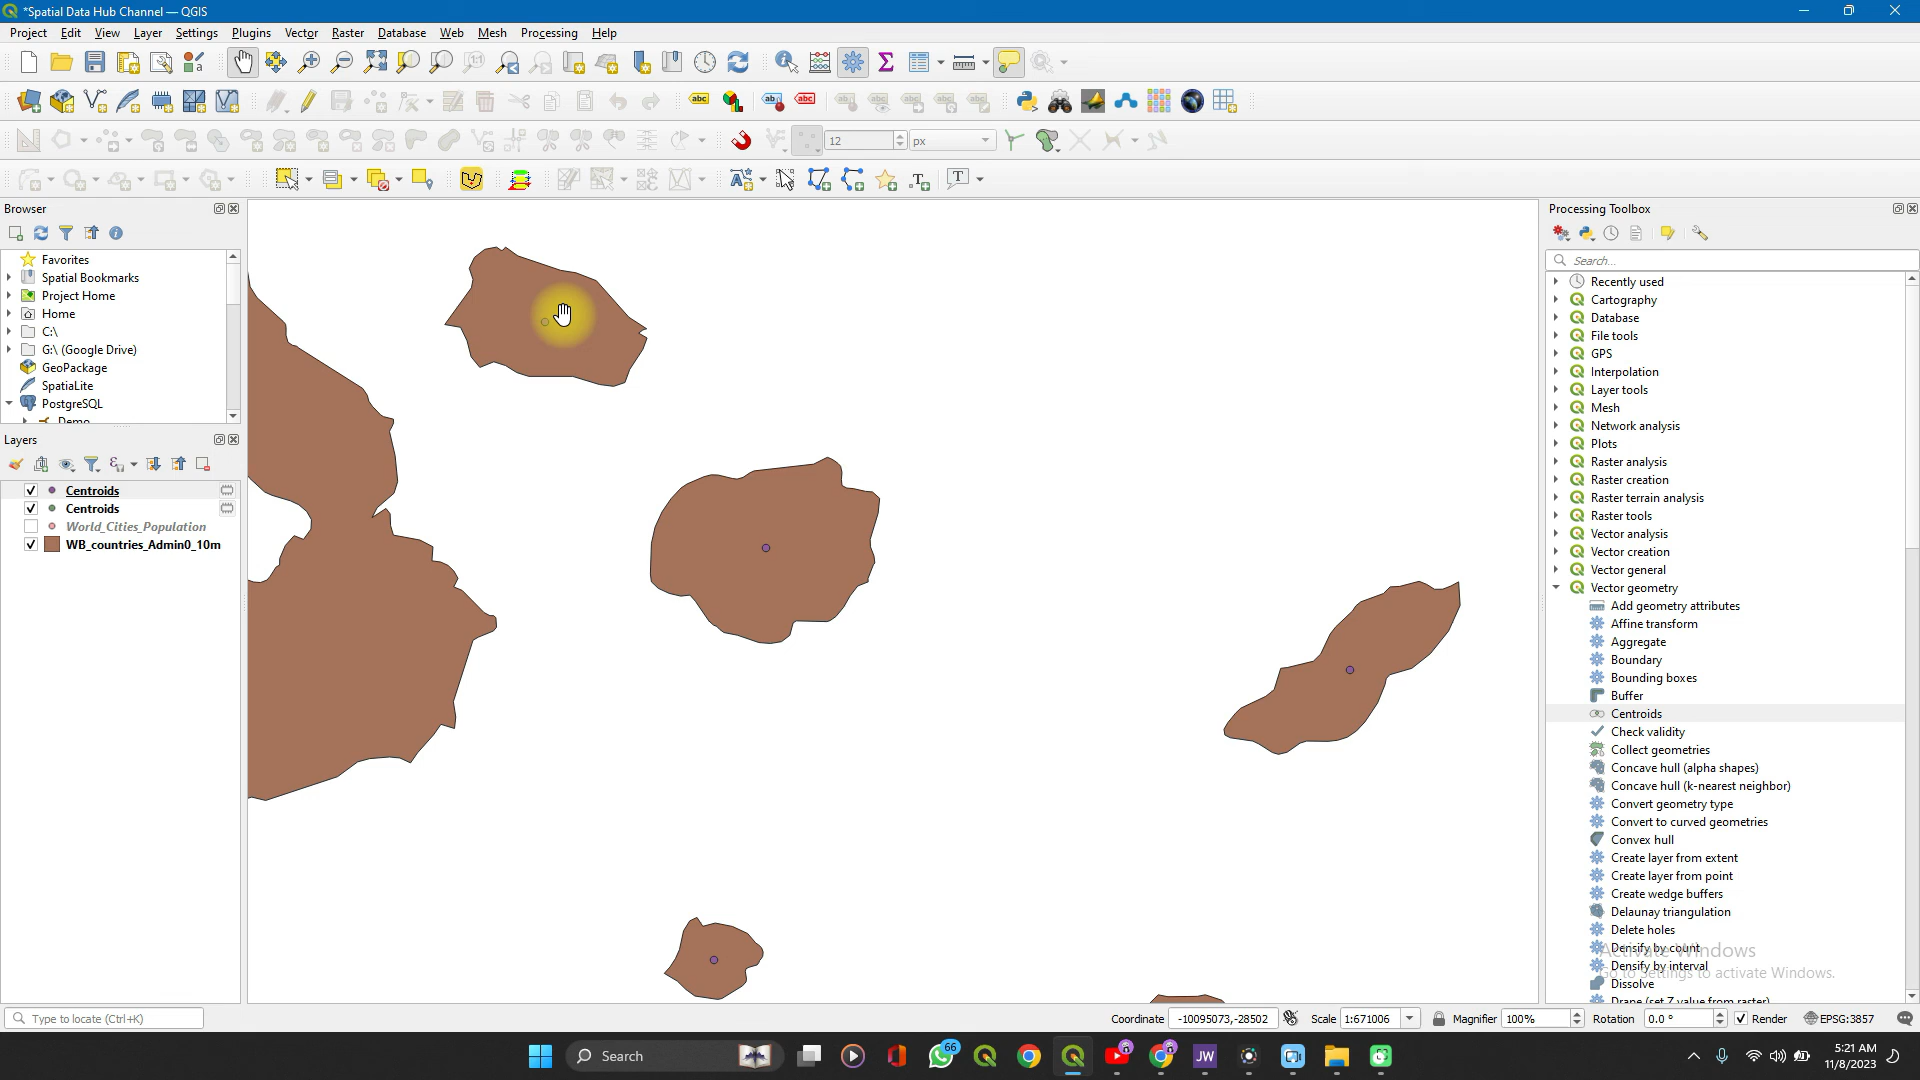 *Spatial Data Hub Channel — QGIS
Project Edit View Layer Settings Plugins Vector Raster Database Web Mesh Processing Help
12 px
Browser
Favorites
Spatial Bookmarks
Project Home
Home
C:\
G:\ (Google Drive)
GeoPackage
SpatiaLite
PostgreSQL
Demo
Layers
Centroids
Centroids
World_Cities_Population
WB_countries_Admin0_10m
Processing Toolbox
Search...
Recently used
Cartography
Database
File tools
GPS
Interpolation
Layer tools
Mesh
Network analysis
Plots
Raster analysis
Raster creation
Raster terrain analysis
Raster tools
Vector analysis
Vector creation
Vector general
Vector geometry
Add geometry attributes
Affine transform
Aggregate
Boundary
Bounding boxes
Buffer
Centroids
Check validity
Collect geometries
Concave hull (alpha shapes)
Concave hull (k-nearest neighbor)
Convert geometry type
Convert to curved geometries
Convex hull
Create layer from extent
Create layer from point
Create wedge buffers
Delaunay triangulation
Delete holes
Densify by count
Densify by interval
Dissolve
Drape (set Z value from raster)
Activate Windows
Go to Settings to activate Windows.
Type to locate (Ctrl+K)
Coordinate -10095073,-28502 Scale 1:671006 Magnifier 100% Rotation 0.0 ° Render EPSG:3857
Search
66
JW
5:21 AM
11/8/2023